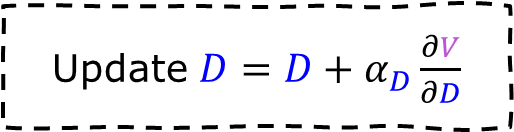 Update D = D + α_D ∂V/∂D